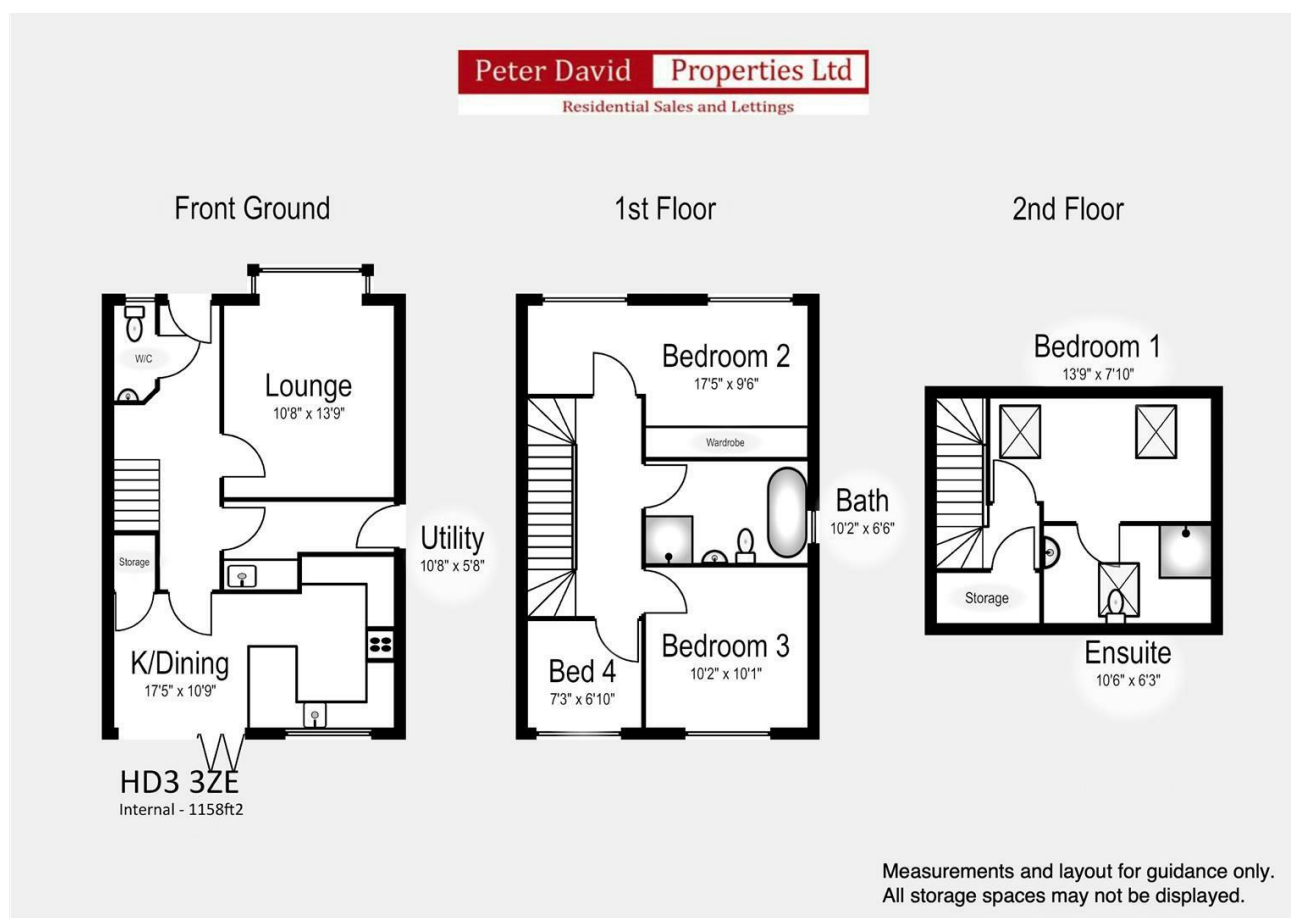 Peter David Properties Ltd
Residential Sales and Lettings
Front Ground
1st Floor
2nd Floor
W/C
Lounge
10'8" x 13'9"
Utility
10'8" x 5'8"
Storage
K/Dining
17'5" x 10'9"
HD3 3ZE
Internal - 1158ft2
Bedroom 2
17'5" x 9'6"
Wardrobe
Bath
10'2" x 6'6"
Bedroom 3
10'2" x 10'1"
Bed 4
7'3" x 6'10"
Bedroom 1
13'9" x 7'10"
Storage
Ensuite
10'6" x 6'3"
Measurements and layout for guidance only.
All storage spaces may not be displayed.